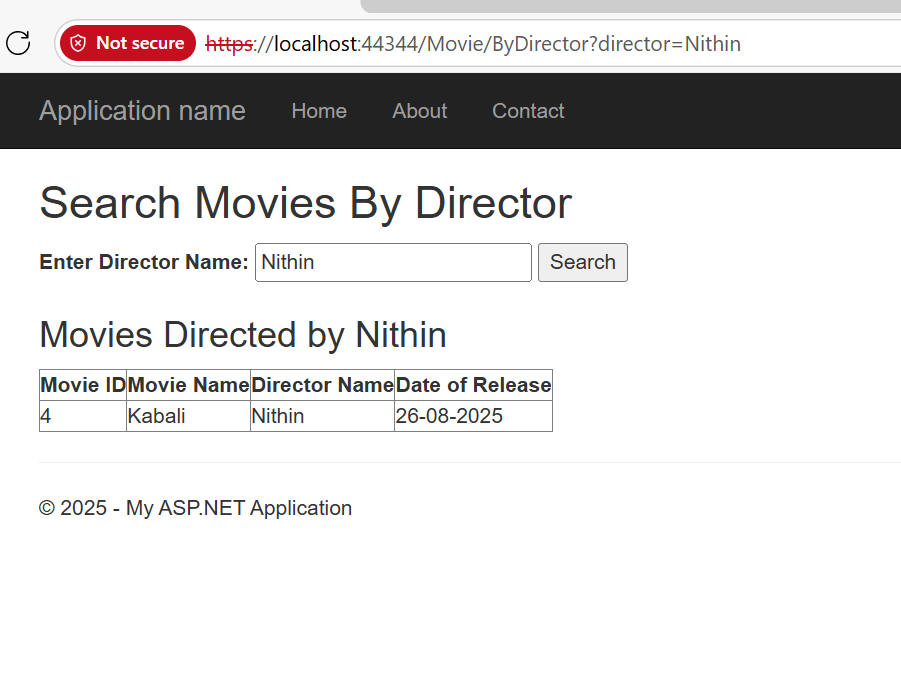 Not secure https://localhost:44344/Movie/ByDirector?director=Nithin
Application name Home About Contact
Search Movies By Director
Enter Director Name: Nithin Search
Movies Directed by Nithin
Movie ID Movie Name Director Name Date of Release
4 Kabali Nithin 26-08-2025
© 2025 - My ASP.NET Application